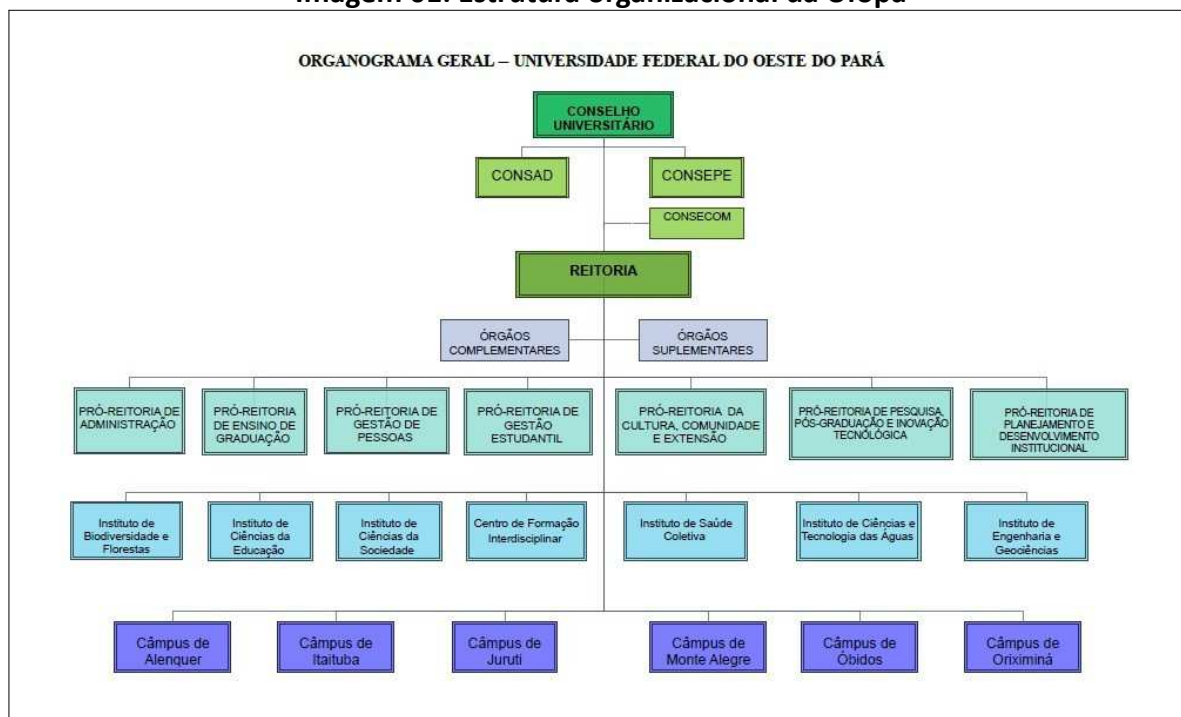 Imagem 01: Estrutura organizacional da Ufopa
ORGANOGRAMA GERAL – UNIVERSIDADE FEDERAL DO OESTE DO PARÁ
CONSELHO
UNIVERSITÁRIO
CONSAD
CONSEPE
CONSECOM
REITORIA
ÓRGÃOS
COMPLEMENTARES
ÓRGÃOS
SUPLEMENTARES
PRÓ-REITORIA DE
ADMINISTRAÇÃO
PRÓ-REITORIA
DE ENSINO DE
GRADUAÇÃO
PRÓ-REITORIA DE
GESTÃO DE
PESSOAS
PRÓ-REITORIA DE
GESTÃO
ESTUDANTIL
PRÓ-REITORIA DA
CULTURA, COMUNIDADE
E EXTENSÃO
PRÓ-REITORIA DE PESQUISA,
PÓS-GRADUAÇÃO E INOVAÇÃO
TECNOLÓGICA
PRÓ-REITORIA DE
PLANEJAMENTO E
DESENVOLVIMENTO
INSTITUCIONAL
Instituto de
Biodiversidade e
Florestas
Instituto de
Ciências da
Educação
Instituto de
Ciências da
Sociedade
Centro de Formação
Interdisciplinar
Instituto de Saúde
Coletiva
Instituto de Ciências e
Tecnologia das Águas
Instituto de
Engenharia e
Geociências
Câmpus de
Alenquer
Câmpus de
Itaituba
Câmpus de
Juruti
Câmpus de
Monte Alegre
Câmpus de
Óbidos
Câmpus de
Oriximiná